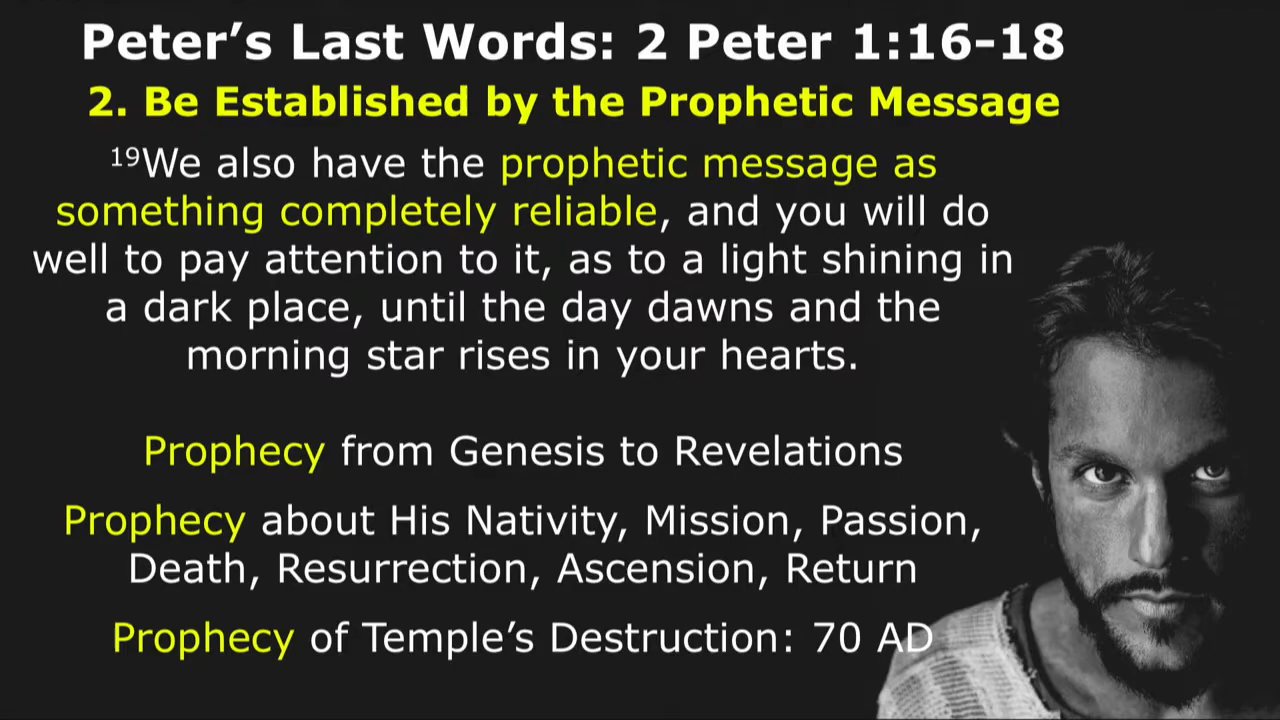 Peter’s Last Words: 2 Peter 1:16-18
2. Be Established by the Prophetic Message
19We also have the prophetic message as
something completely reliable, and you will do
well to pay attention to it, as to a light shining in
a dark place, until the day dawns and the
morning star rises in your hearts.
Prophecy from Genesis to Revelations
Prophecy about His Nativity, Mission, Passion,
Death, Resurrection, Ascension, Return
Prophecy of Temple’s Destruction: 70 AD